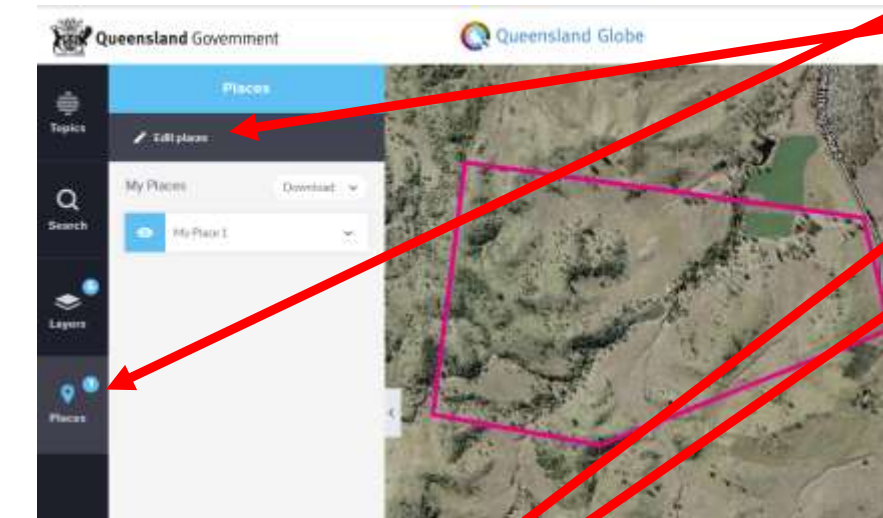 Queensland Government
Queensland Globe
Topics
Search
Layers
Places
Places
Edit places
My Places
Download
My Place 1